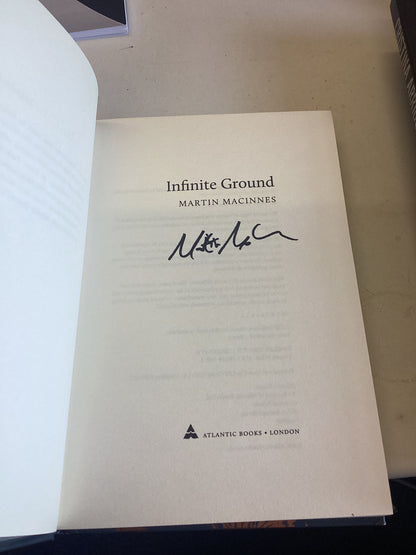 Infinite Ground
MARTIN MACINNES
ATLANTIC BOOKS • LONDON